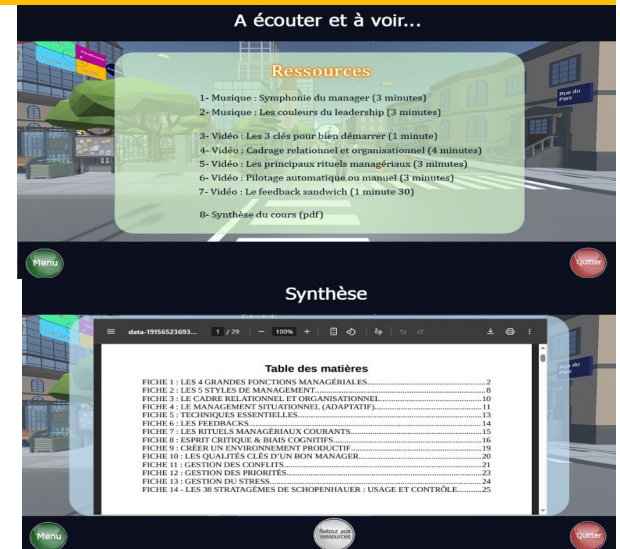 A écouter et à voir...
Ressources
Rue du
Parc
1- Musique : Symphonie du manager (3 minutes)
2- Musique : Les couleurs du leadership (3 minutes)
3- Vidéo : Les 3 clés pour bien démarrer (1 minute)
4- Vidéo : Cadrage relationnel et organisationnel (4 minutes)
5- Vidéo : Les principaux rituels managériaux (3 minutes)
6- Vidéo : Pilotage automatique ou manuel (3 minutes)
7- Vidéo : Le feedback sandwich (1 minute 30)
8- Synthèse du cours (pdf)
Menu
Quitter
Synthèse
data-19156523693... 1 / 29 − 100% +
Table des matières
FICHE 1 : LES 4 GRANDES FONCTIONS MANAGÉRIALES....2
FICHE 2 : LES 5 STYLES DE MANAGEMENT....8
FICHE 3 : LE CADRE RELATIONNEL ET ORGANISATIONNEL....10
FICHE 4 : LE MANAGEMENT SITUATIONNEL (ADAPTATIF)....11
FICHE 5 : TECHNIQUES ESSENTIELLES....13
FICHE 6 : LES FEEDBACKS....14
FICHE 7 : LES RITUELS MANAGÉRIAUX COURANTS....15
FICHE 8 : ESPRIT CRITIQUE & BIAIS COGNITIFS....16
FICHE 9 : CRÉER UN ENVIRONNEMENT PRODUCTIF....19
FICHE 10 : LES QUALITÉS CLÉS D'UN BON MANAGER....20
FICHE 11 : GESTION DES CONFLITS....21
FICHE 12 : GESTION DES PRIORITÉS....23
FICHE 13 : GESTION DU STRESS....24
FICHE 14 - LES 38 STRATAGÈMES DE SCHOPENHAUER : USAGE ET CONTRÔLE....25
Menu
Retour aux
ressources
Quitter